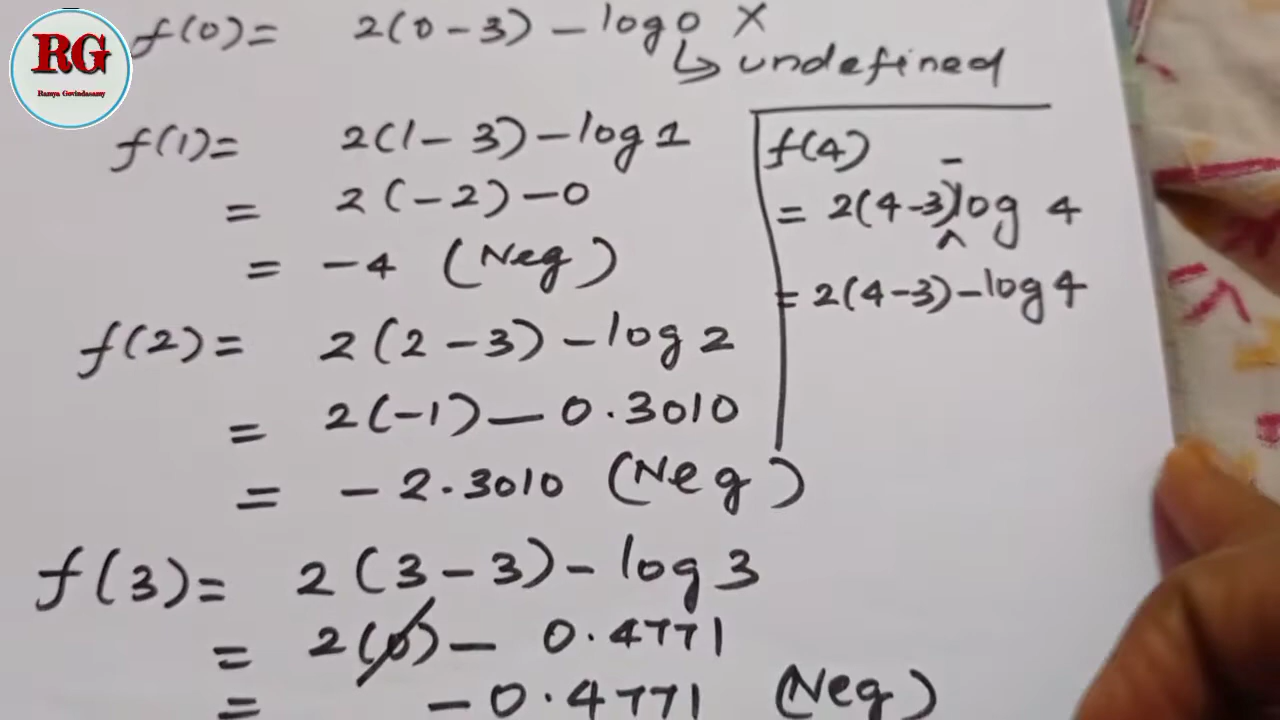 RG
Ramya Govindasamy
f(0) = 2(0-3) - log 0 X
↳ undefined
f(1) = 2(1-3) - log 1
= 2(-2) - 0
= -4 (Neg)
f(2) = 2(2-3) - log 2
= 2(-1) - 0.3010
= -2.3010 (Neg)
f(3) = 2(3-3) - log 3
= 2(0) - 0.4771
= -0.4771 (Neg)
f(4)
-
= 2(4-3) log 4
^
= 2(4-3) - log 4